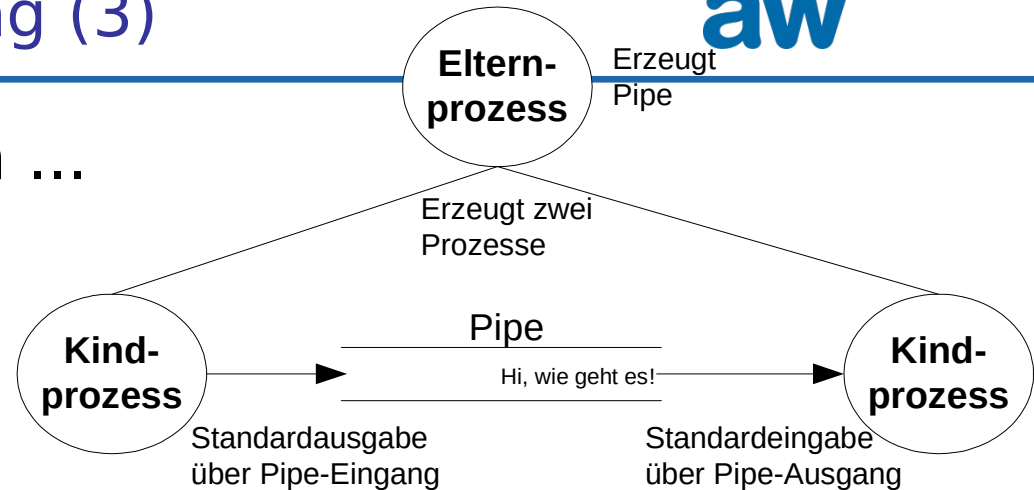 g (3)
aw
Eltern-
prozess
Erzeugt
Pipe
...
Erzeugt zwei
Prozesse
Pipe
Kind-
prozess
Hi, wie geht es!
Kind-
prozess
Standardausgabe
über Pipe-Eingang
Standardeingabe
über Pipe-Ausgang